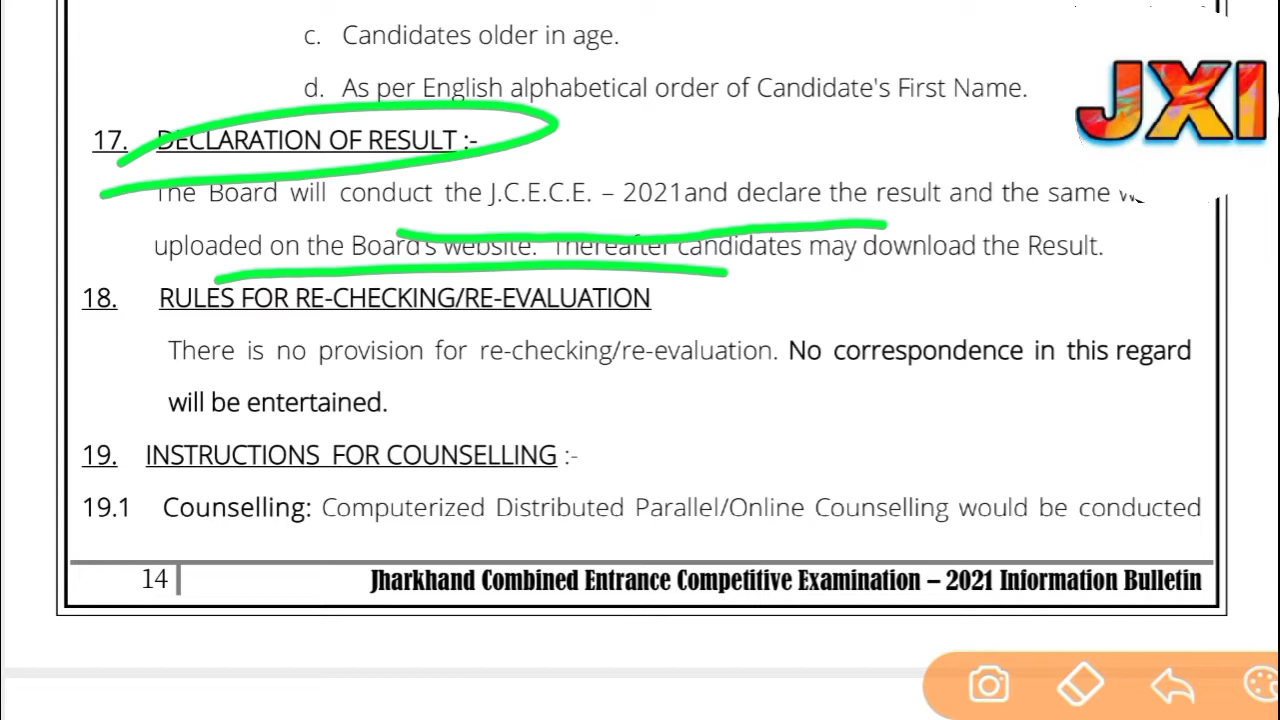 c. Candidates older in age.
d. As per English alphabetical order of Candidate's First Name.
JXI
17. DECLARATION OF RESULT :-
The Board will conduct the J.C.E.C.E. – 2021and declare the result and the same
uploaded on the Board's website. Thereafter candidates may download the Result.
18. RULES FOR RE-CHECKING/RE-EVALUATION
There is no provision for re-checking/re-evaluation. No correspondence in this regard
will be entertained.
19. INSTRUCTIONS FOR COUNSELLING :-
19.1 Counselling: Computerized Distributed Parallel/Online Counselling would be conducted
14 Jharkhand Combined Entrance Competitive Examination – 2021 Information Bulletin